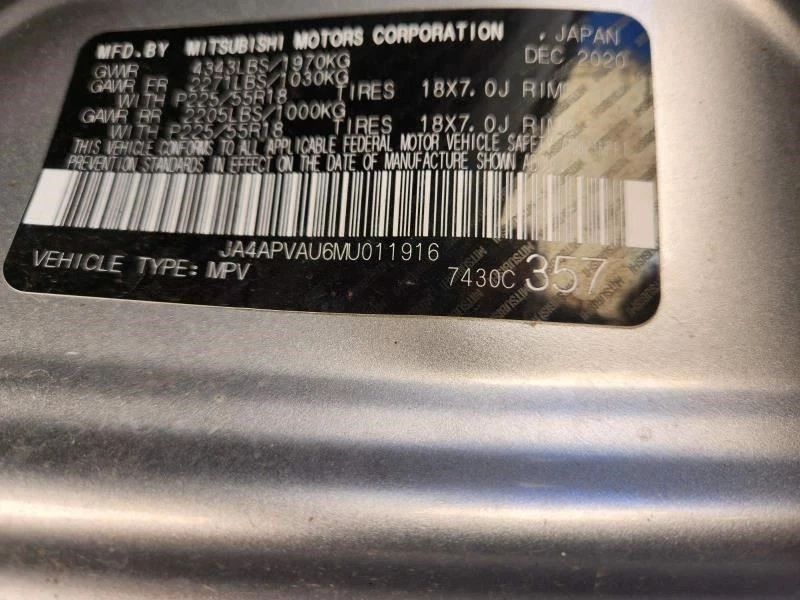 MFD.BY MITSUBISHI MOTORS CORPORATION , JAPAN
DEC 2020
GVWR 4343LBS/1970KG
GAWR FR 2271LBS/1030KG
WITH P225/55R18 TIRES 18X7.0J RIMS
GAWR RR 2205LBS/1000KG
WITH P225/55R18 TIRES 18X7.0J RIMS
THIS VEHICLE CONFORMS TO ALL APPLICABLE FEDERAL MOTOR VEHICLE
PREVENTION STANDARDS IN EFFECT ON THE DATE OF MANUFACTURE SHOWN
JA4APVAU6MU011916
VEHICLE TYPE: MPV 7430C 357